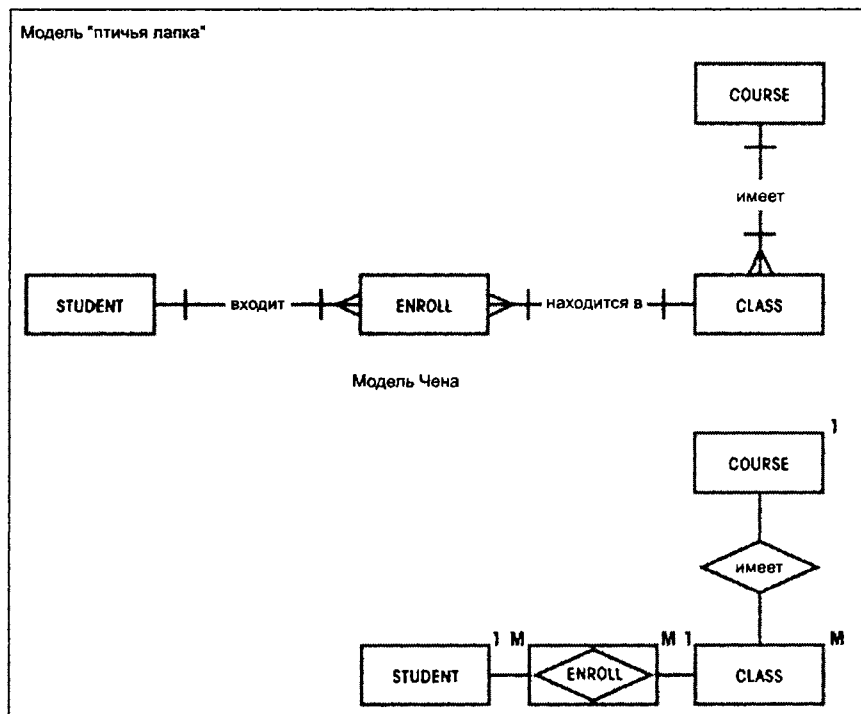 Модель "птичья лапка"
COURSE
имеет
STUDENT
входит
ENROLL
находится в
CLASS
Модель Чена
1
COURSE
имеет
1 M
M 1
M
STUDENT
ENROLL
CLASS